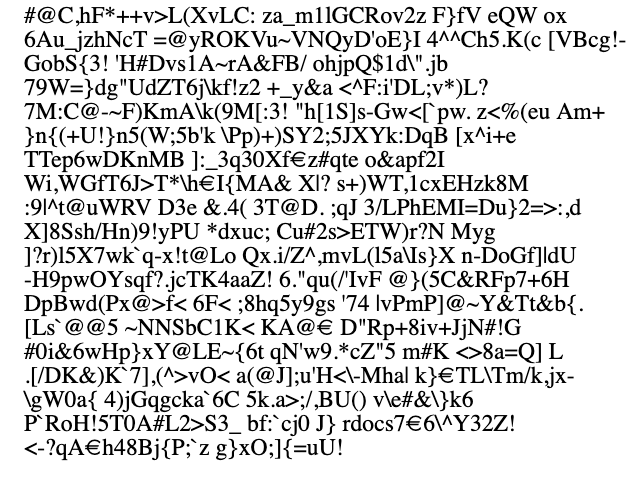 #@C,hF*++v>L(XvLC: za_m1lGCRov2z F}fV eQW ox
6Au_jzhNcT =@yROKVu~VNQyD'oE}I 4^^Ch5.K(c [VBcg!-
GobS{3! 'H#Dvs1A~rA&FB/ ohjpQ$1d\".jb
79W=}dg"UdZT6j\kf!z2 +_y&a <^F:i'DL;v*)L?
7M:C@-~F)KmA\k(9M[:3! "h[1S]s-Gw<[`pw. z<%(eu Am+
}n{(+U!}n5(W;5b'k \Pp)+)SY2;5JXYk:DqB [x^i+e
TTep6wDKnMB ]:_3q30Xf€z#qte o&apf2I
Wi,WGfT6J>T*\h€I{MA& X|? s+)WT,1cxEHzk8M
:9|^t@uWRV D3e &.4( 3T@D. ;qJ 3/LPhEMI=Du}2=>:,d
X]8Ssh/Hn)9!yPU *dxuc; Cu#2s>ETW)r?N Myg
]?r)l5X7wk`q-x!t@Lo Qx.i/Z^,mvL(l5a\Is}X n-DoGf]|dU
-H9pwOYsqf?.jcTK4aaZ! 6."qu(/'IvF @}(5C&RFp7+6H
DpBwd(Px@>f< 6F< ;8hq5y9gs '74 lvPmP]@~Y&Tt&b{.
[Ls`@@5 ~NNSbC1K< KA@€ D"Rp+8iv+JjN#!G
#0i&6wHp}xY@LE~{6t qN'w9.*cZ"5 m#K <>8a=Q] L
.[/DK&)K`7],(^>vO< a(@J];u'H<\-Mha| k}€TL\Tm/k,jx-
\gW0a{ 4)jGqgcka`6C 5k.a>;/,BU() v\e#&\}k6
P`RoH!5T0A#L2>S3_ bf:`cj0 J} rdocs7€6\^Y32Z!
<-?qA€h48Bj{P;`z g}xO;]{=uU!